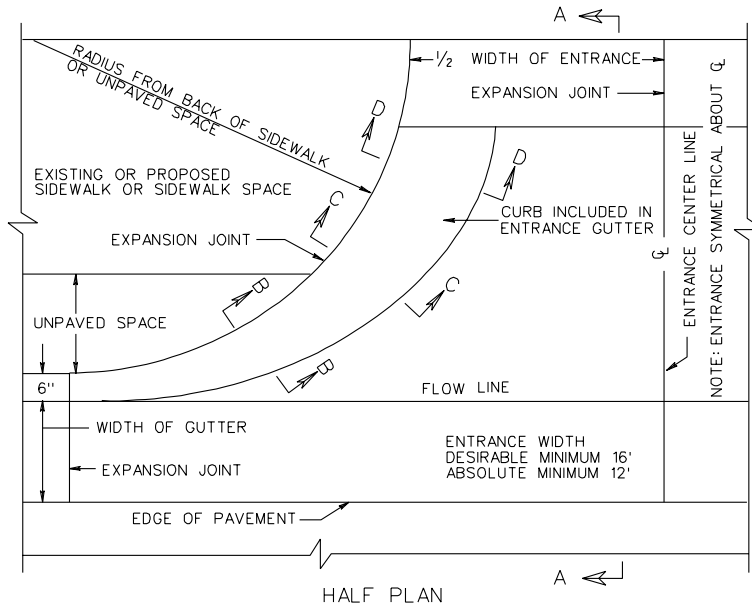 A
½ WIDTH OF ENTRANCE
EXPANSION JOINT
RADIUS FROM BACK OF SIDEWALK
OR UNPAVED SPACE
D
D
EXISTING OR PROPOSED
SIDEWALK OR SIDEWALK SPACE
C
CURB INCLUDED IN
ENTRANCE GUTTER
EXPANSION JOINT
B
C
℄
ENTRANCE CENTER LINE
NOTE: ENTRANCE SYMMETRICAL ABOUT ℄
UNPAVED SPACE
B
6"
FLOW LINE
WIDTH OF GUTTER
ENTRANCE WIDTH
DESIRABLE MINIMUM 16'
ABSOLUTE MINIMUM 12'
EXPANSION JOINT
EDGE OF PAVEMENT
A
HALF PLAN